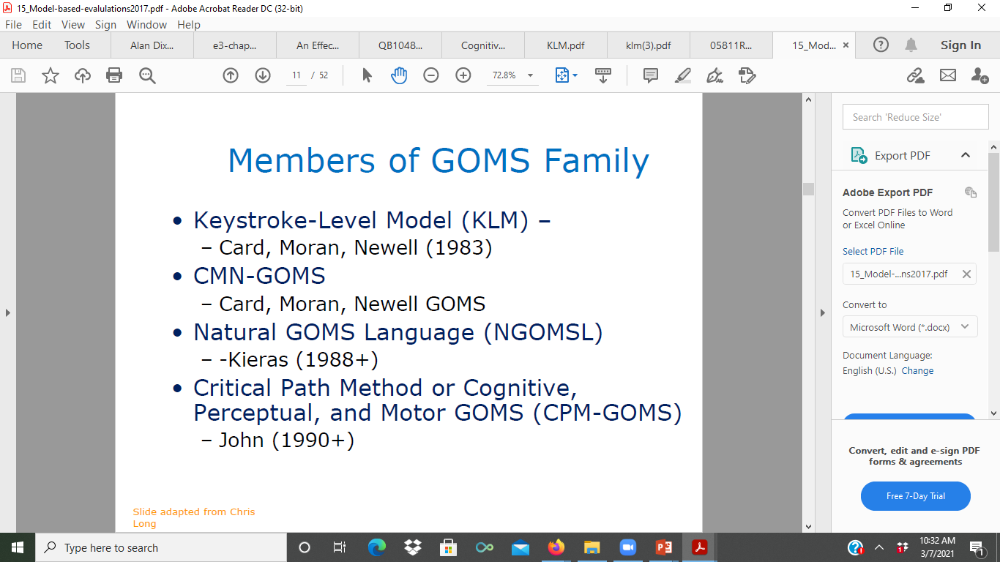 15_Model-based-evalulations2017.pdf - Adobe Acrobat Reader DC (32-bit)
File Edit View Sign Window Help
Home Tools Alan Dix... e3-chap... An Effec... QB1048... Cognitiv... KLM.pdf klm(3).pdf 05811R... 15_Mod... × Sign In
11 / 52 72.8%
Members of GOMS Family
• Keystroke-Level Model (KLM) –
– Card, Moran, Newell (1983)
• CMN-GOMS
– Card, Moran, Newell GOMS
• Natural GOMS Language (NGOMSL)
– -Kieras (1988+)
• Critical Path Method or Cognitive,
Perceptual, and Motor GOMS (CPM-GOMS)
– John (1990+)
Slide adapted from Chris
Long
Search 'Reduce Size'
Export PDF
Adobe Export PDF
Convert PDF Files to Word
or Excel Online
Select PDF File
15_Model-...ns2017.pdf
Convert to
Microsoft Word (*.docx)
Document Language:
English (U.S.) Change
Convert, edit and e-sign PDF
forms & agreements
Free 7-Day Trial
Type here to search
10:32 AM
3/7/2021
1
1